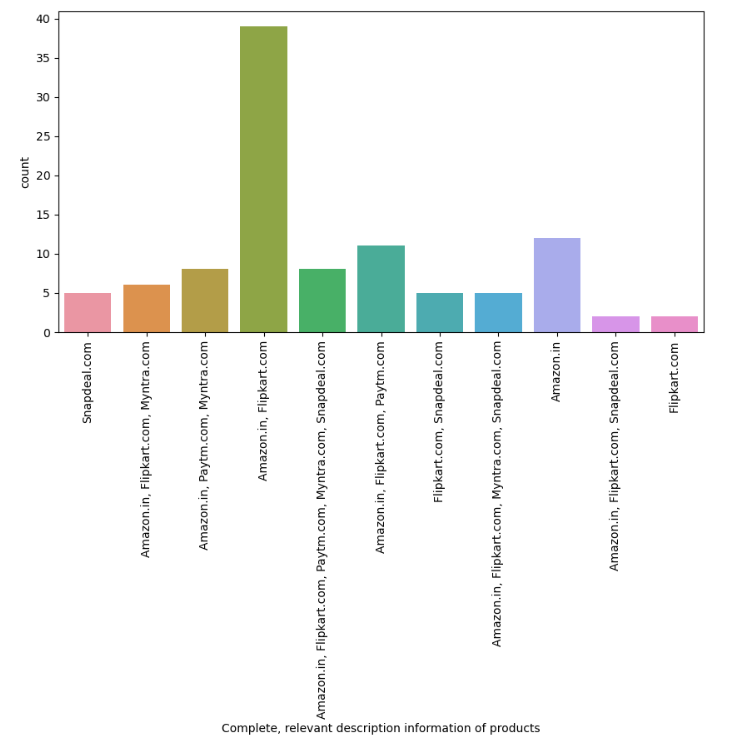 40
35
30
25
20
15
10
5
0
count
Snapdeal.com
Amazon.in, Flipkart.com, Myntra.com
Amazon.in, Paytm.com, Myntra.com
Amazon.in, Flipkart.com
Amazon.in, Flipkart.com, Paytm.com, Myntra.com, Snapdeal.com
Amazon.in, Flipkart.com, Paytm.com
Flipkart.com, Snapdeal.com
Amazon.in, Flipkart.com, Myntra.com, Snapdeal.com
Amazon.in
Amazon.in, Flipkart.com, Snapdeal.com
Flipkart.com
Complete, relevant description information of products